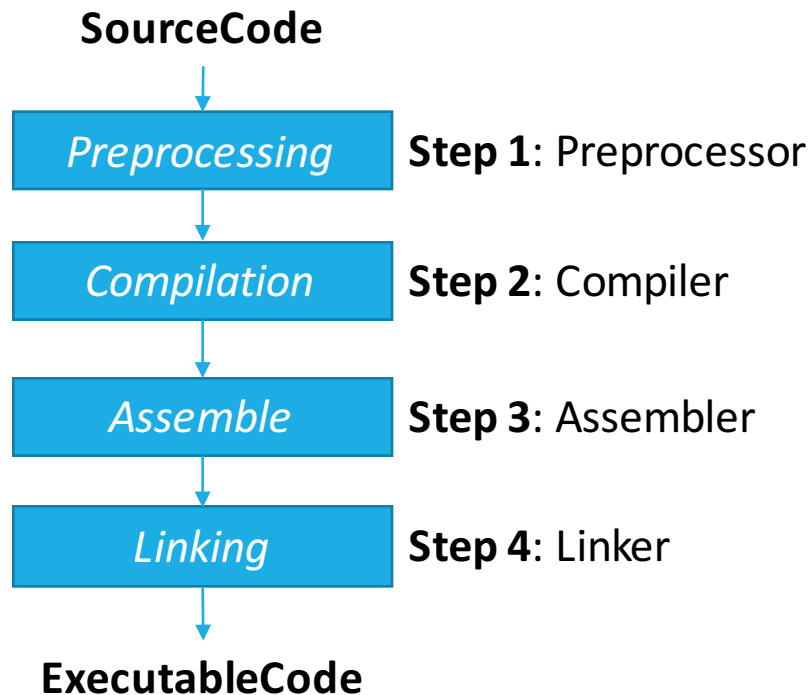 SourceCode
Preprocessing
Step 1: Preprocessor
Compilation
Step 2: Compiler
Assemble
Step 3: Assembler
Linking
Step 4: Linker
ExecutableCode